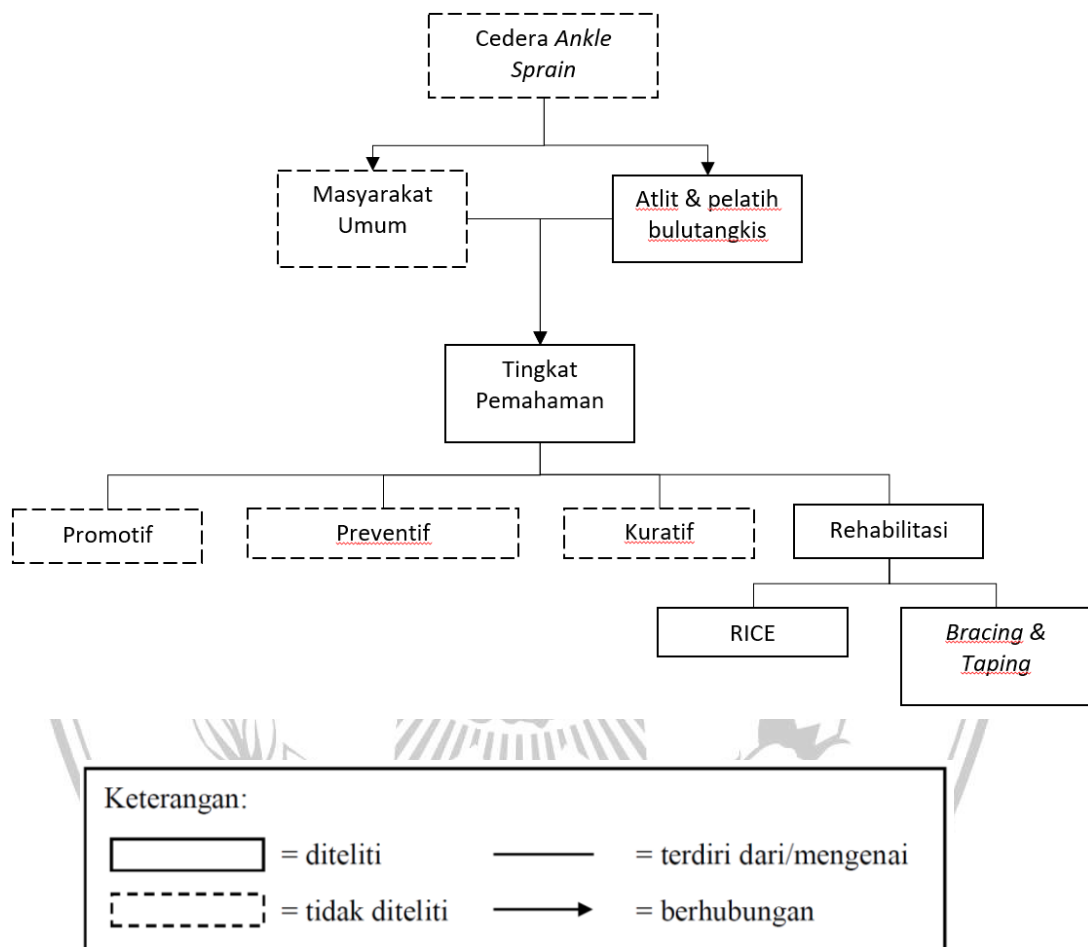 Cedera Ankle
Sprain
Masyarakat
Umum
Atlit & pelatih
bulutangkis
Tingkat
Pemahaman
Promotif
Preventif
Kuratif
Rehabilitasi
RICE
Bracing &
Taping
Keterangan:
= diteliti
= terdiri dari/mengenai
= tidak diteliti
= berhubungan